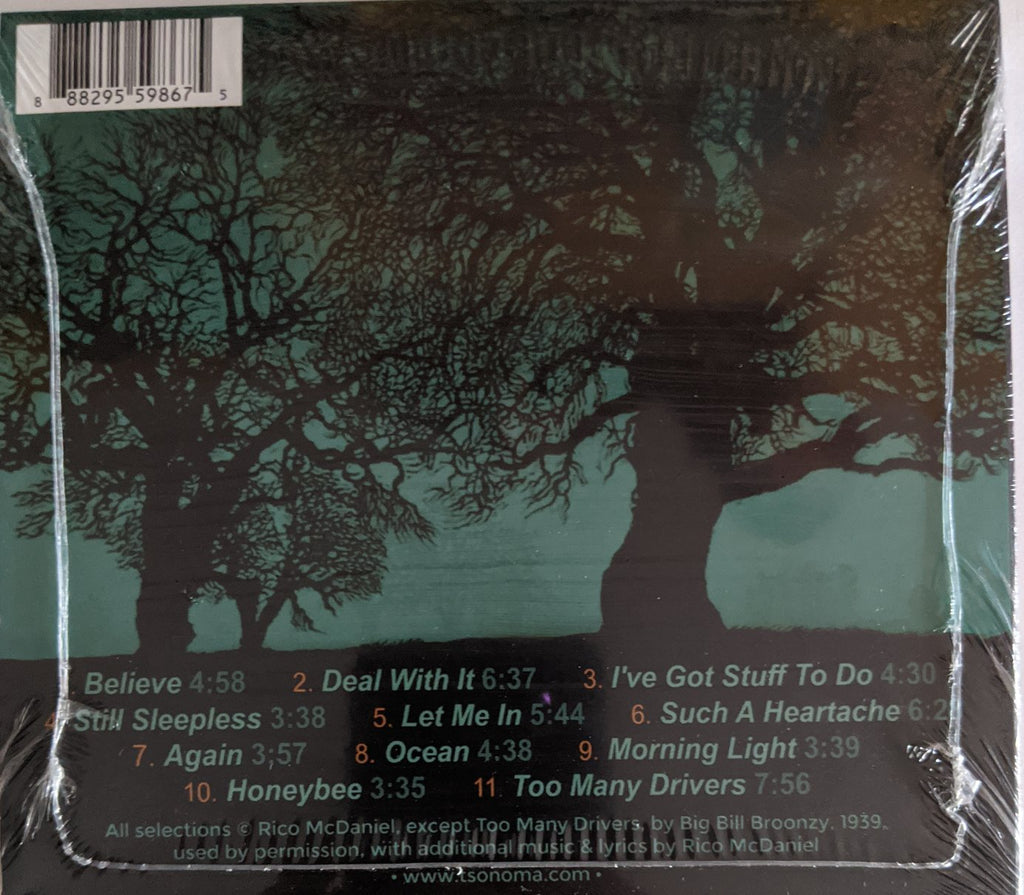 8 88295 59867 5
Believe 4:58 2. Deal With It 6:37 3. I've Got Stuff To Do 4:30
4 Still Sleepless 3:38 5. Let Me In 5:44 6. Such A Heartache
7. Again 3;57 8. Ocean 4:38 9. Morning Light 3:39
10. Honeybee 3:35 11. Too Many Drivers 7:56
All selections © Rico McDaniel, except Too Many Drivers, by Big Bill Broonzy, 1939,
used by permission, with additional music & lyrics by Rico McDaniel
• www.tsonoma.com •